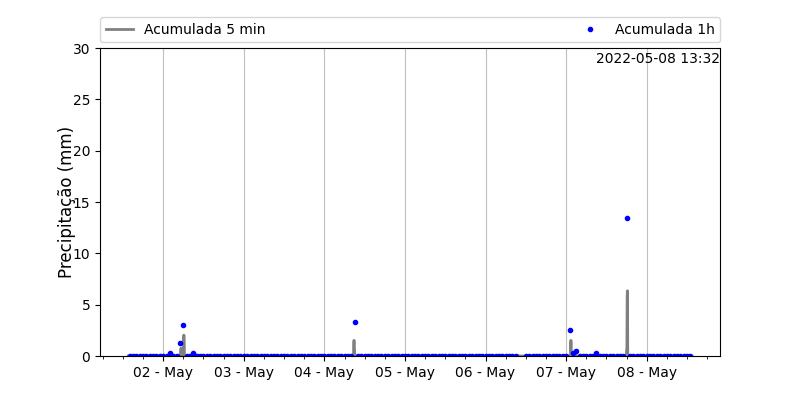 Acumulada 5 min
Acumulada 1h
2022-05-08 13:32
Precipitação (mm)
30
25
20
15
10
5
0
02 - May
03 - May
04 - May
05 - May
06 - May
07 - May
08 - May